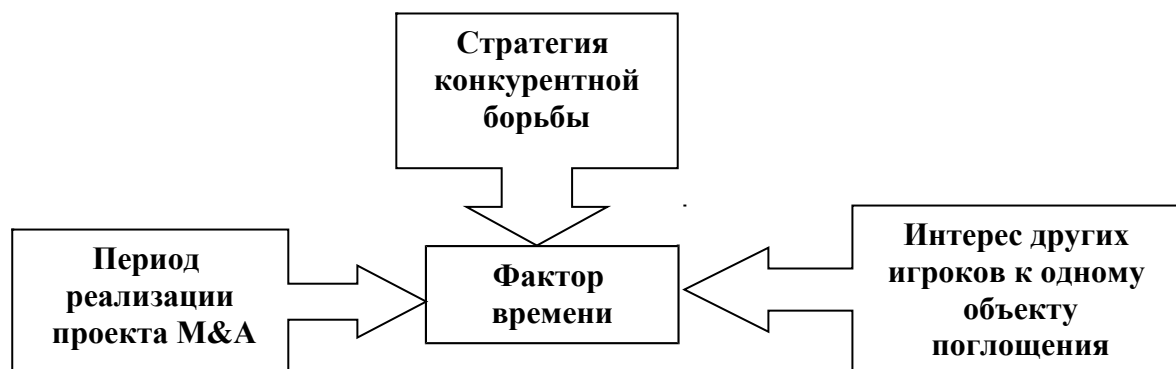 Стратегия
конкурентной
борьбы
Период
реализации
проекта M&A
Фактор
времени
Интерес других
игроков к одному
объекту
поглощения